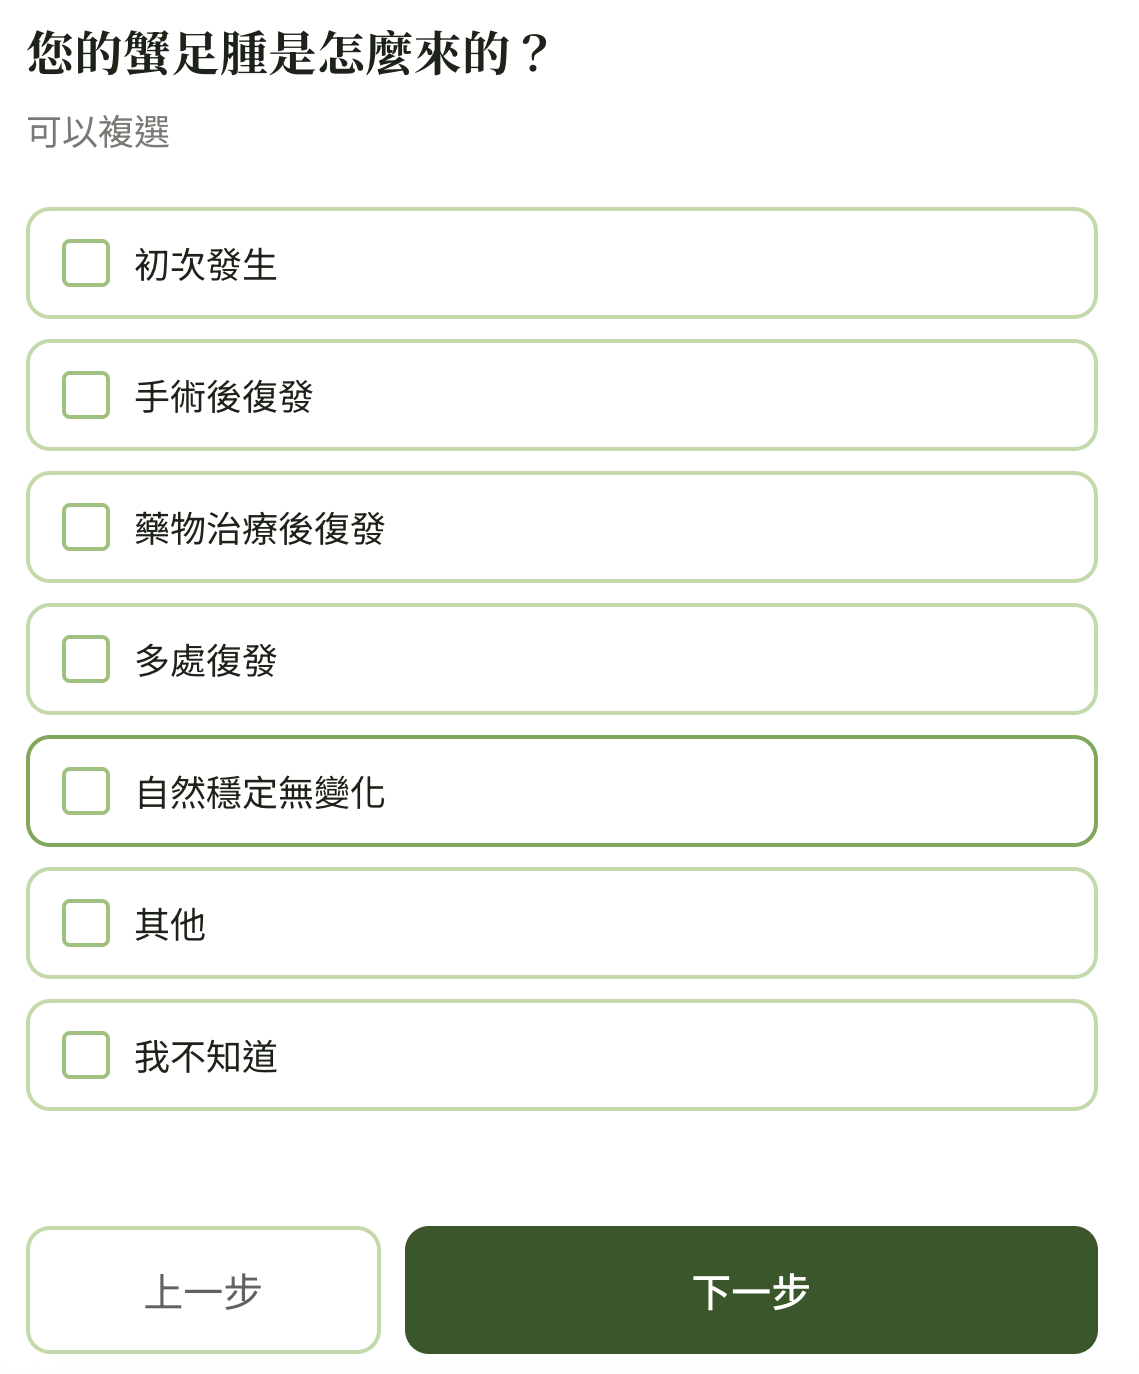 您的蟹足腫是怎麼來的？
可以複選
初次發生
手術後復發
藥物治療後復發
多處復發
自然穩定無變化
其他
我不知道
上一步
下一步